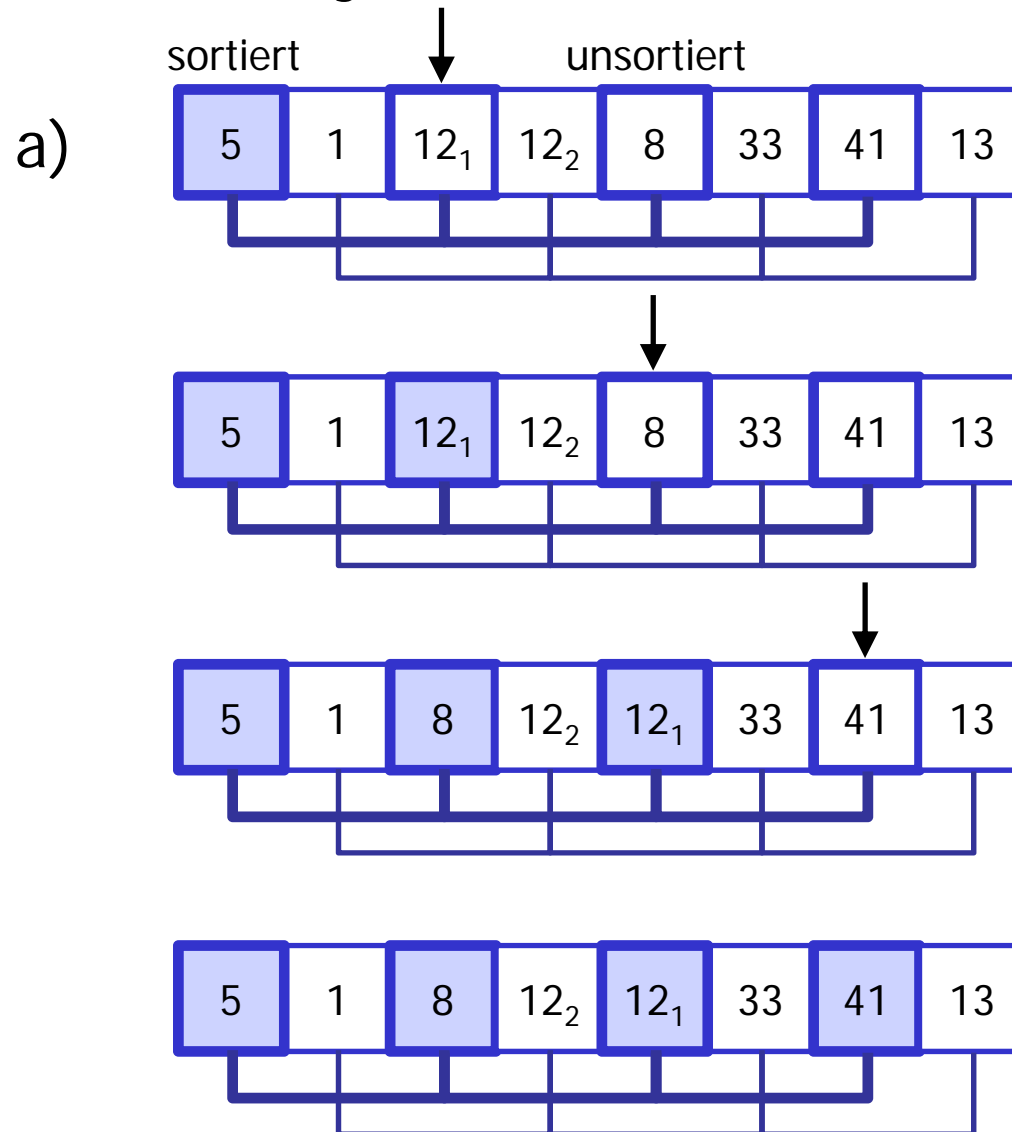 sortiert unsortiert
a) 5 1 12₁ 12₂ 8 33 41 13
5 1 12₁ 12₂ 8 33 41 13
5 1 8 12₂ 12₁ 33 41 13
5 1 8 12₂ 12₁ 33 41 13